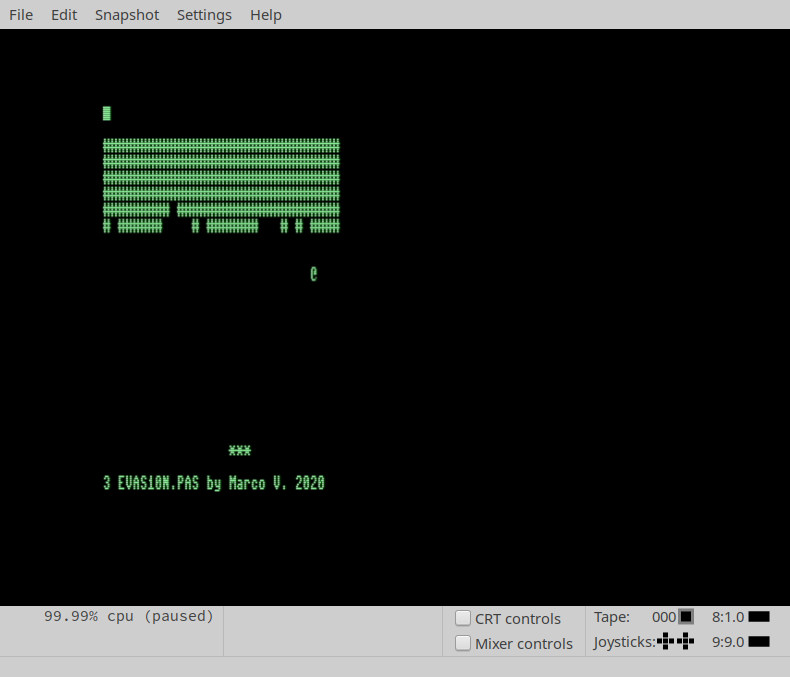 File Edit Snapshot Settings Help
################################
################################
################################
################################
######### ######################
# ######    # #######   # # ####
@
***
3 EVAS10N.PAS by Marco V. 2020
99.99% cpu (paused)
CRT controls
Mixer controls
Tape: 000 8:1.0
Joysticks: 9:9.0